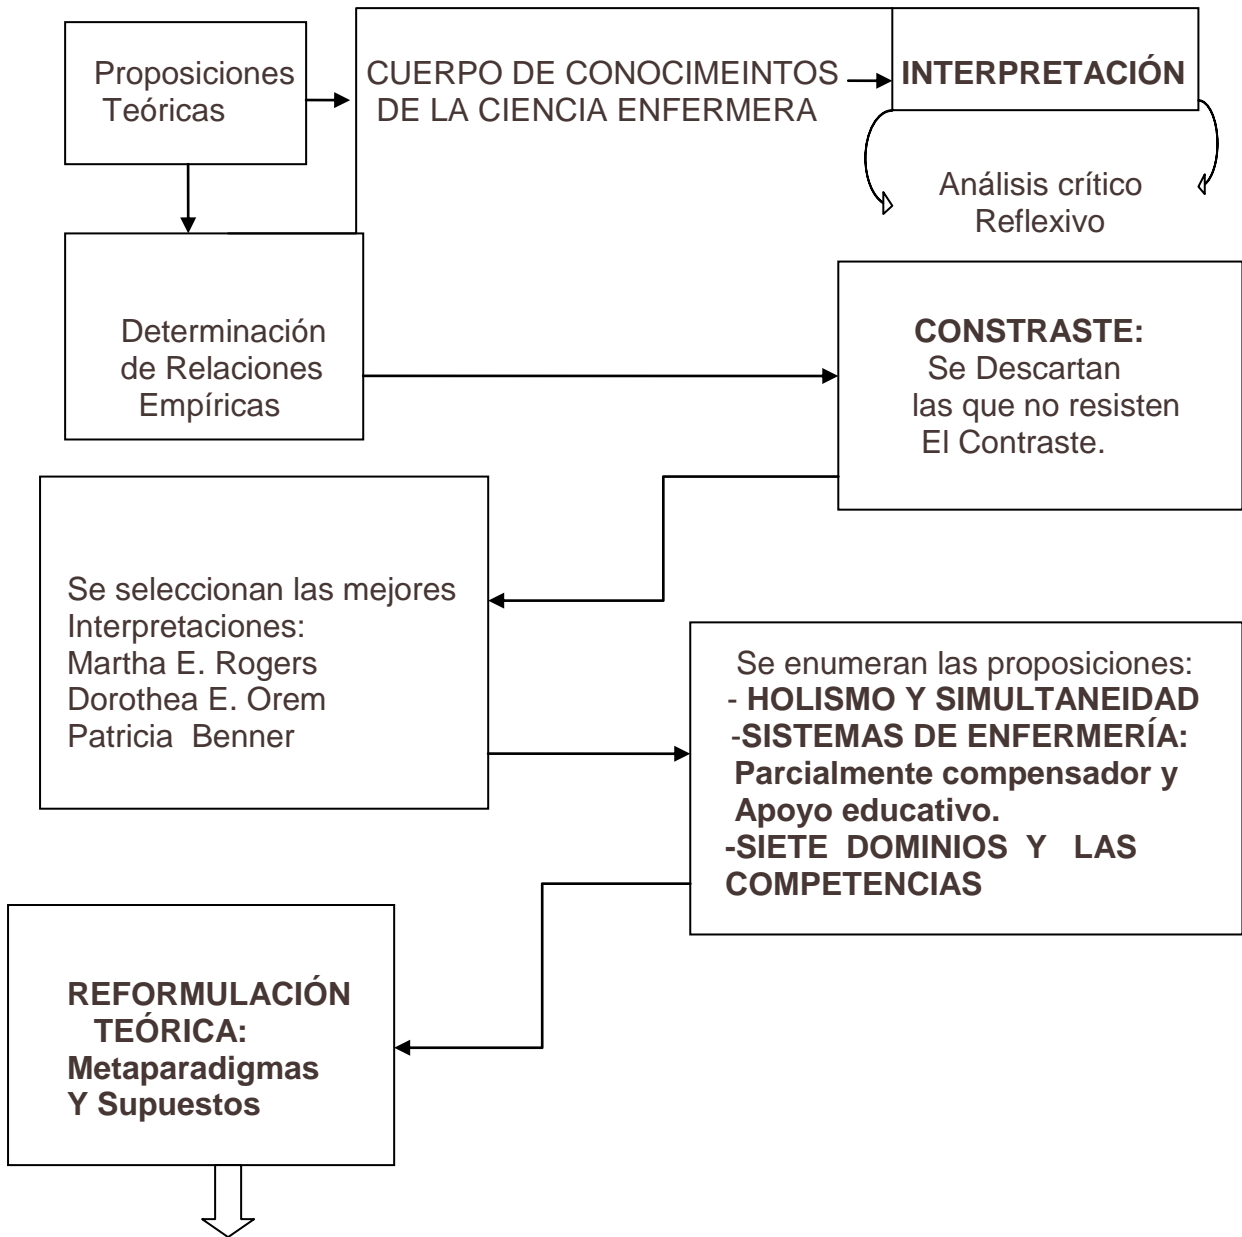 Proposiciones
Teóricas
CUERPO DE CONOCIMEINTOS
DE LA CIENCIA ENFERMERA
INTERPRETACIÓN
Análisis crítico
Reflexivo
Determinación
de Relaciones
Empíricas
CONSTRASTE:
Se Descartan
las que no resisten
El Contraste.
Se seleccionan las mejores
Interpretaciones:
Martha E. Rogers
Dorothea E. Orem
Patricia Benner
Se enumeran las proposiciones:
- HOLISMO Y SIMULTANEIDAD
-SISTEMAS DE ENFERMERÍA:
Parcialmente compensador y
Apoyo educativo.
-SIETE DOMINIOS Y LAS
COMPETENCIAS
REFORMULACIÓN
TEÓRICA:
Metaparadigmas
Y Supuestos